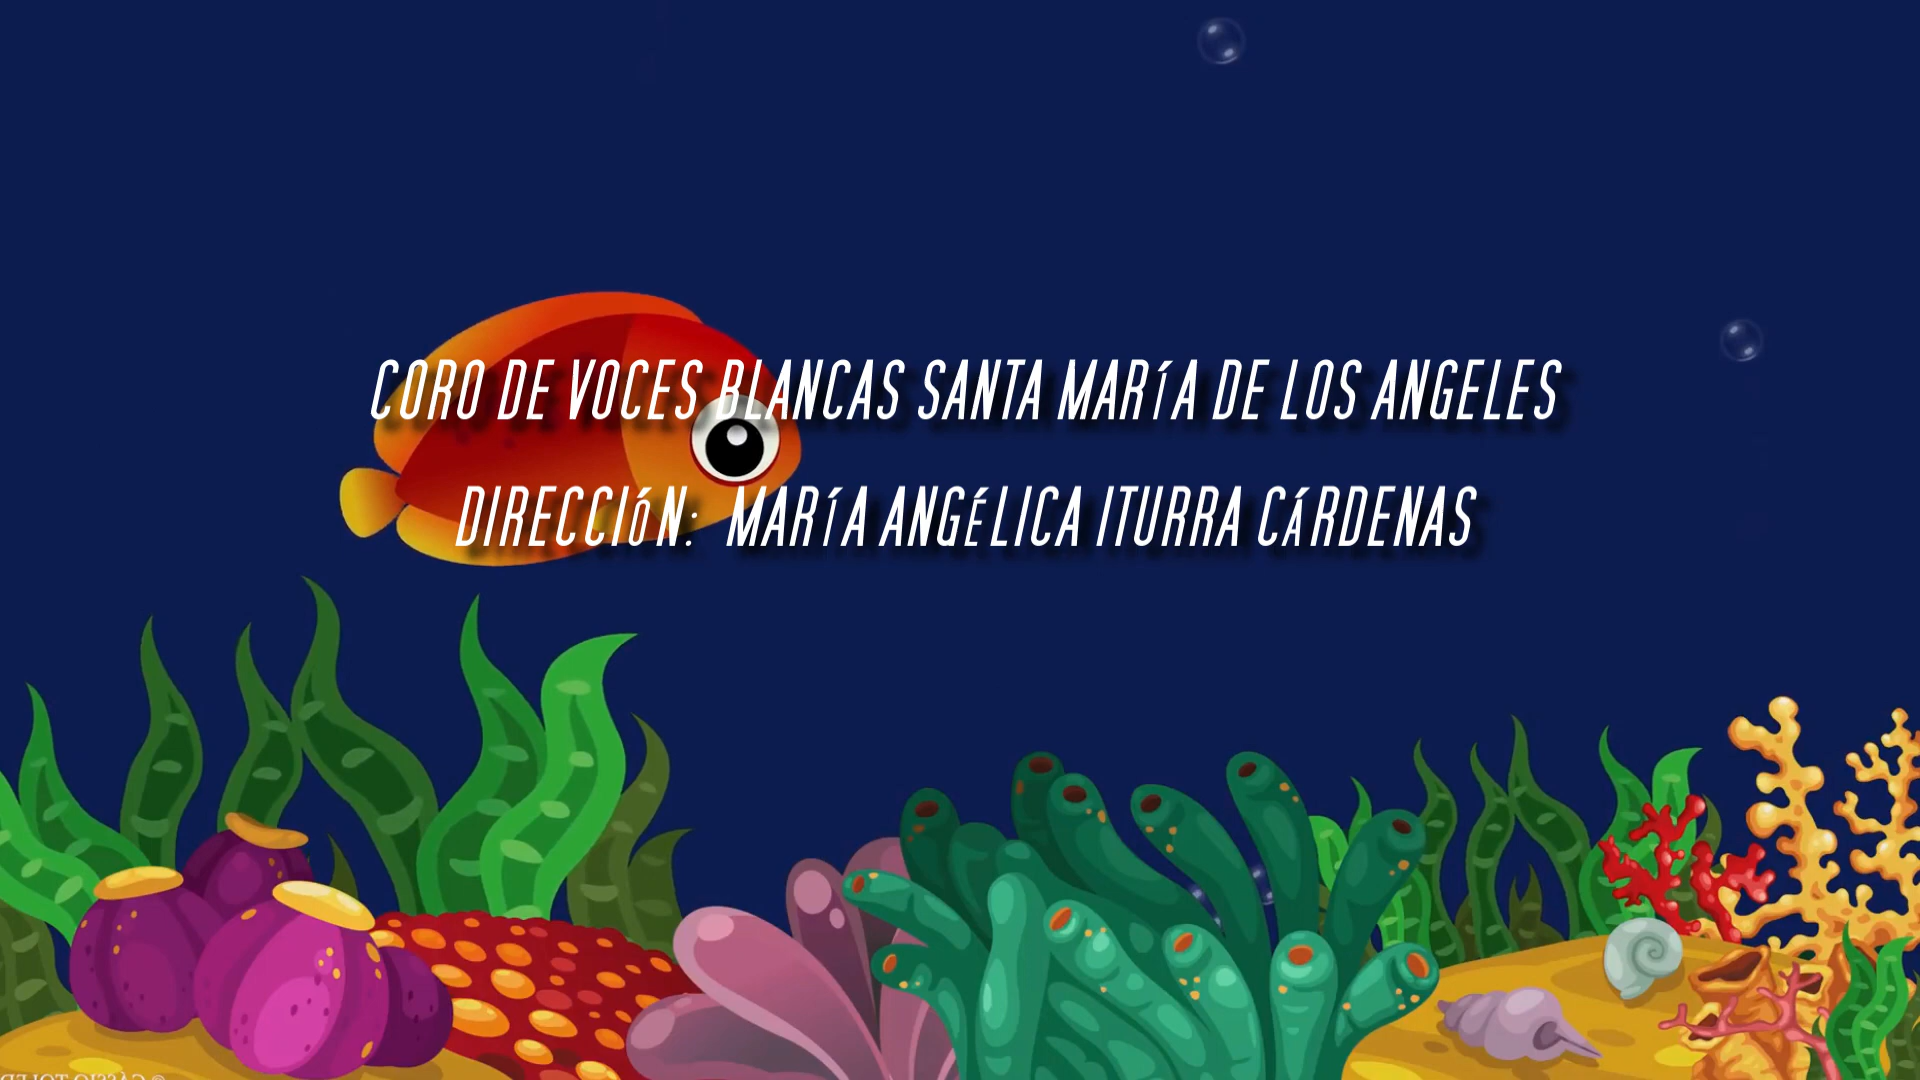 CORO DE VOCES BLANCAS SANTA MARÍA DE LOS ANGELES
DIRECCIÓN: MARÍA ANGÉLICA ITURRA CÁRDENAS